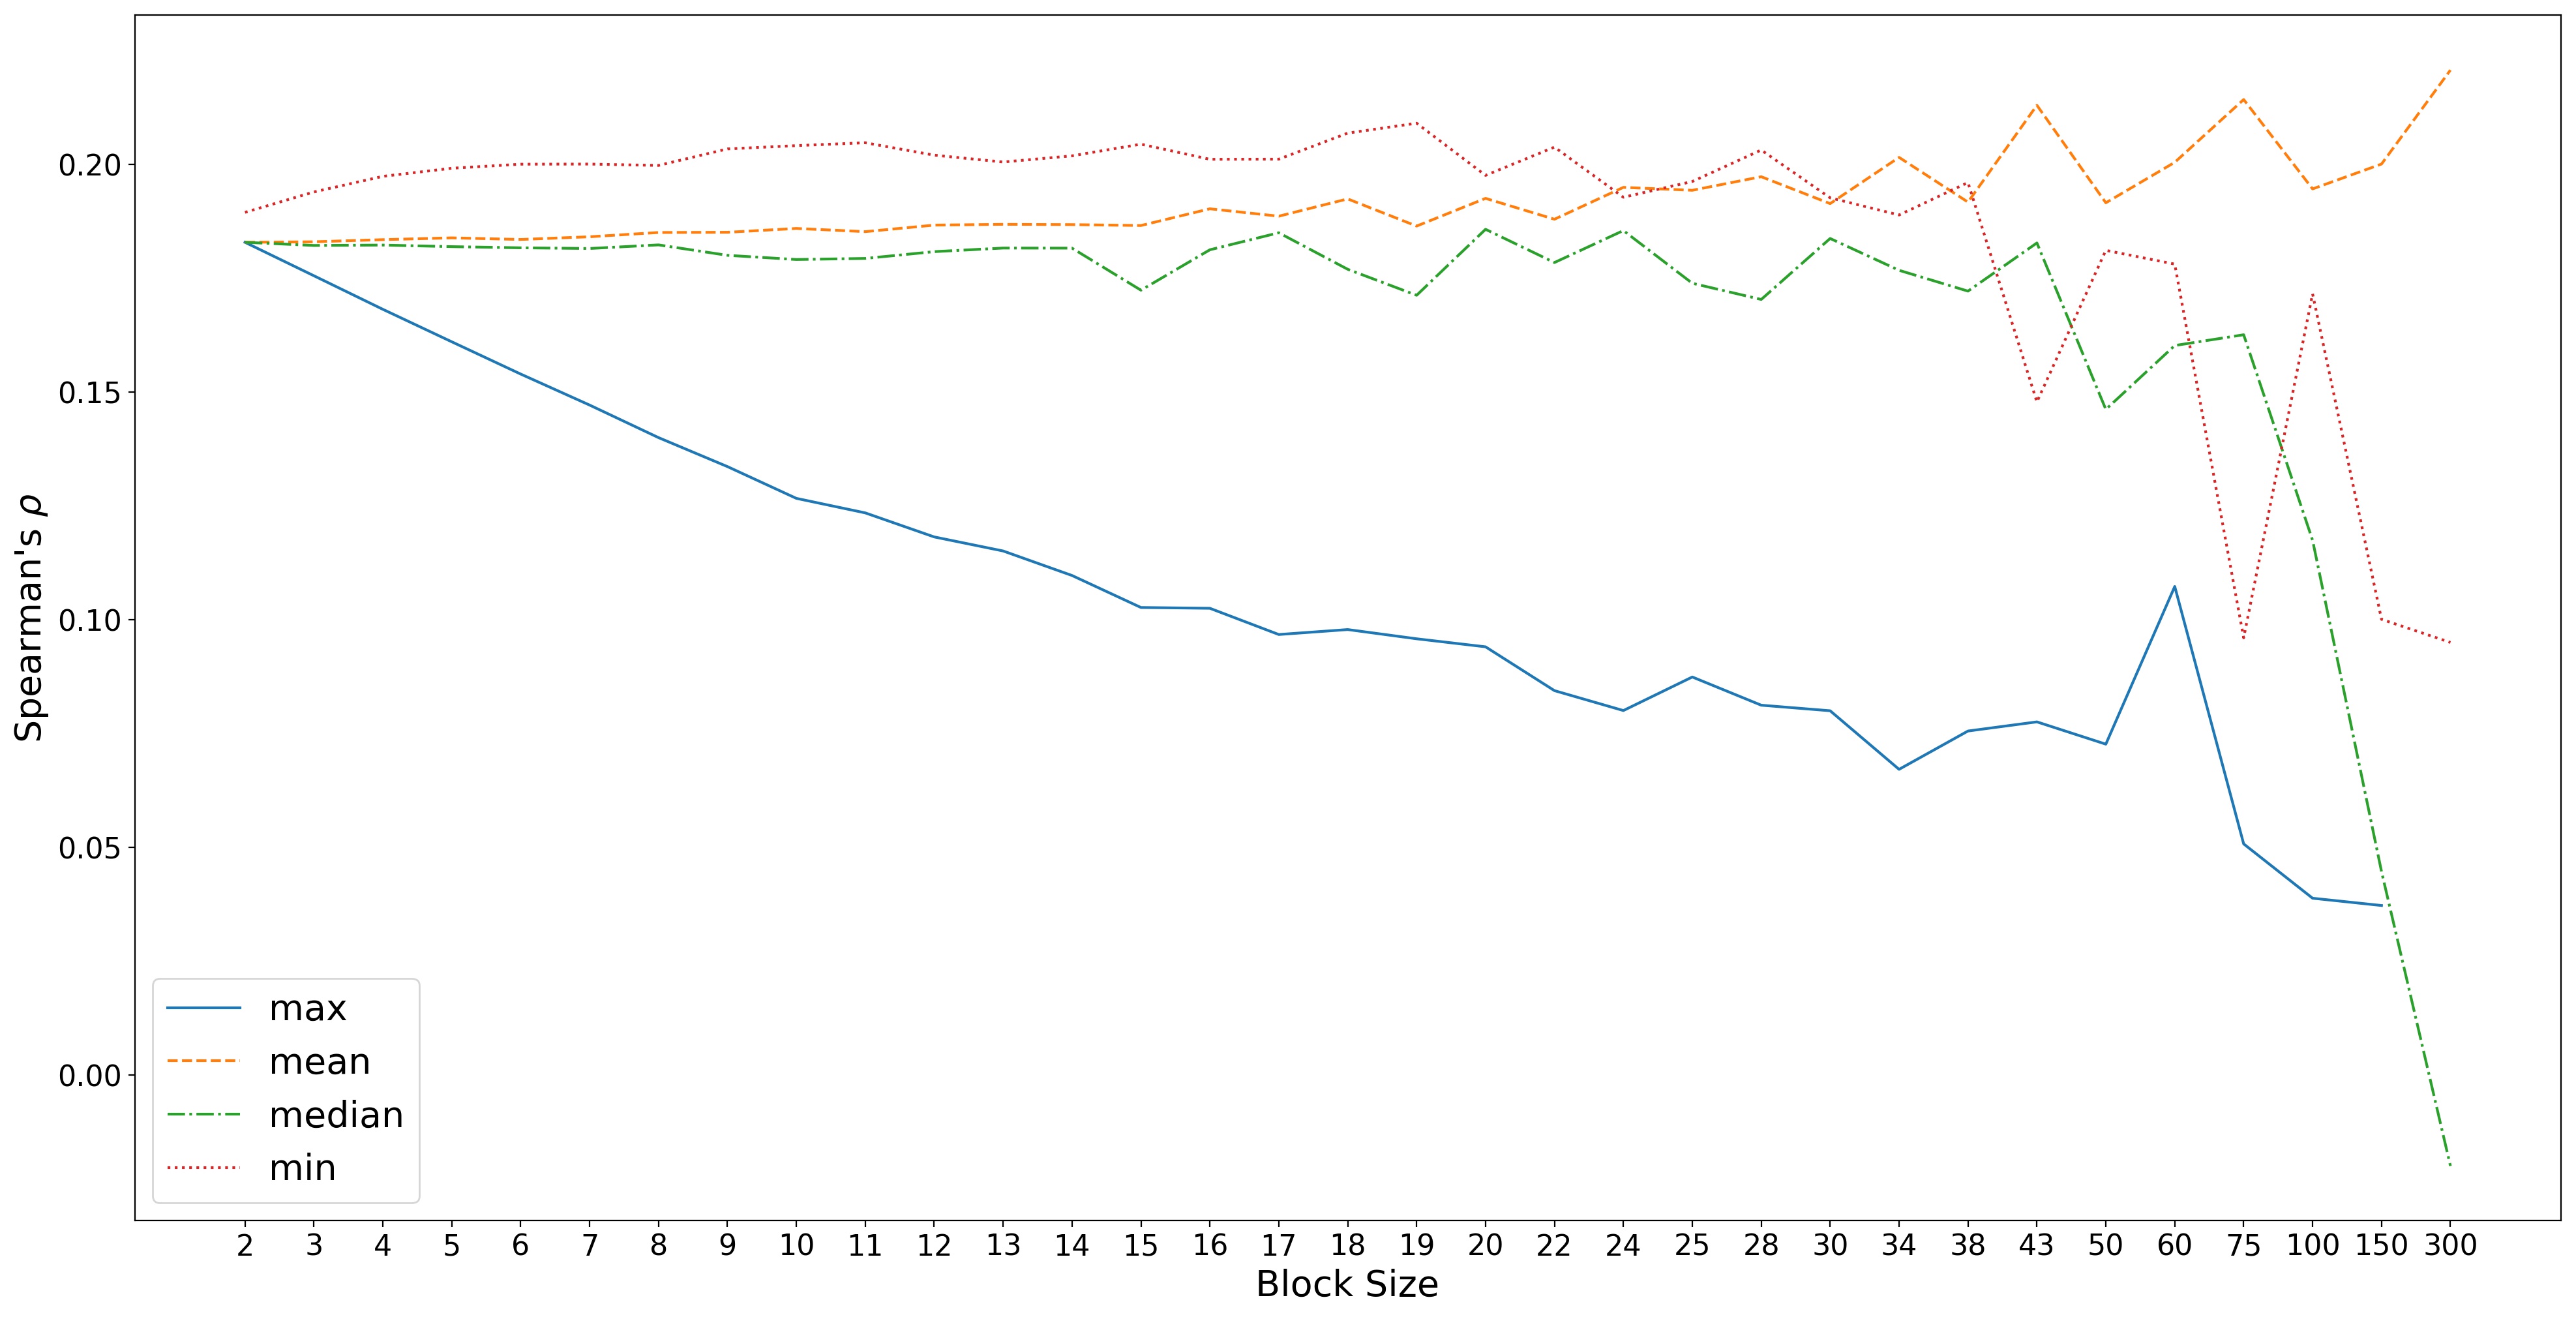 Spearman's ρ
0.20
0.15
0.10
0.05
0.00
max
mean
median
min
2 3 4 5 6 7 8 9 10 11 12 13 14 15 16 17 18 19 20 22 24 25 28 30 34 38 43 50 60 75 100 150 300
Block Size